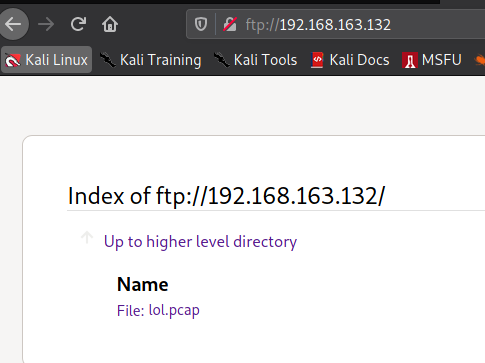 ftp://192.168.163.132
Kali Linux Kali Training Kali Tools Kali Docs MSFU
Index of ftp://192.168.163.132/
Up to higher level directory
Name
File: lol.pcap